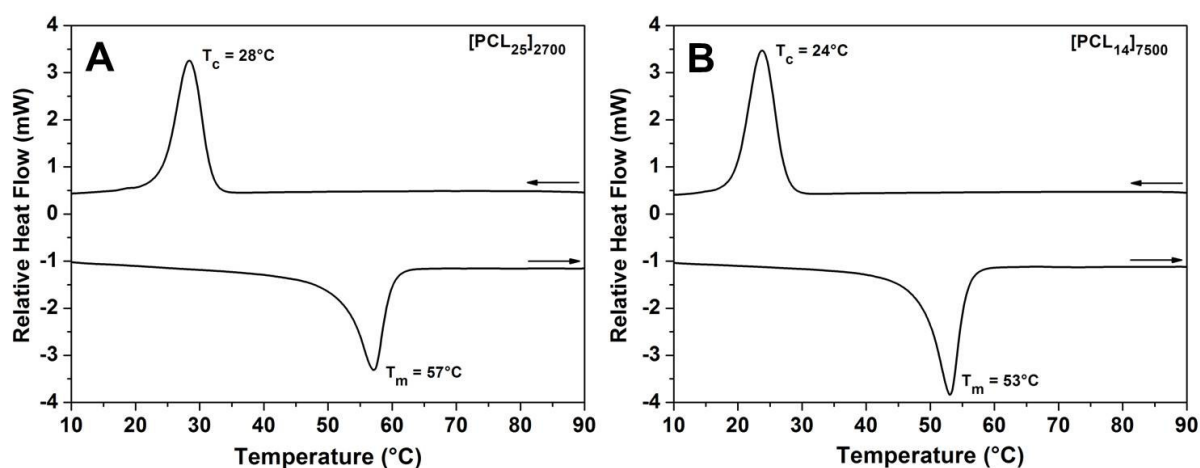 A
[PCL25]2700
Tc = 28°C
Tm = 57°C
4
3
2
1
0
-1
-2
-3
-4
Relative Heat Flow (mW)
10 20 30 40 50 60 70 80 90
Temperature (°C)
B
[PCL14]7500
Tc = 24°C
Tm = 53°C
4
3
2
1
0
-1
-2
-3
-4
Relative Heat Flow (mW)
10 20 30 40 50 60 70 80 90
Temperature (°C)